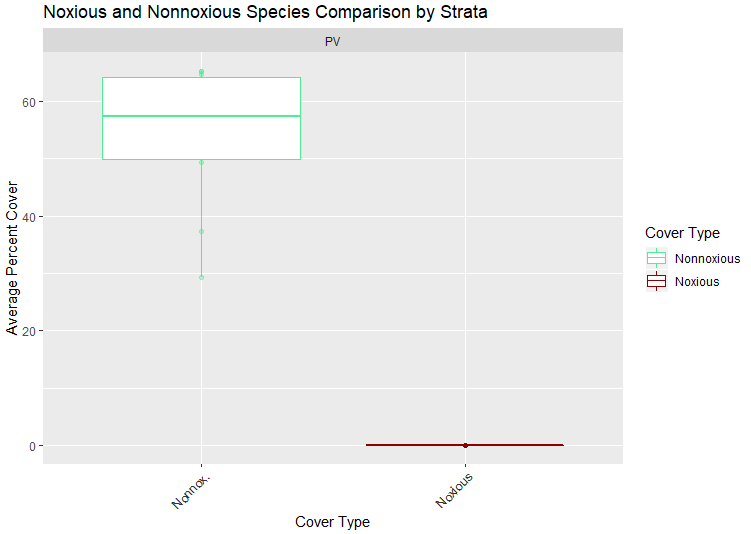 Noxious and Nonnoxious Species Comparison by Strata
PV
Average Percent Cover
60
40
20
0
Nonnox.
Noxious
Cover Type
Cover Type
Nonnoxious
Noxious